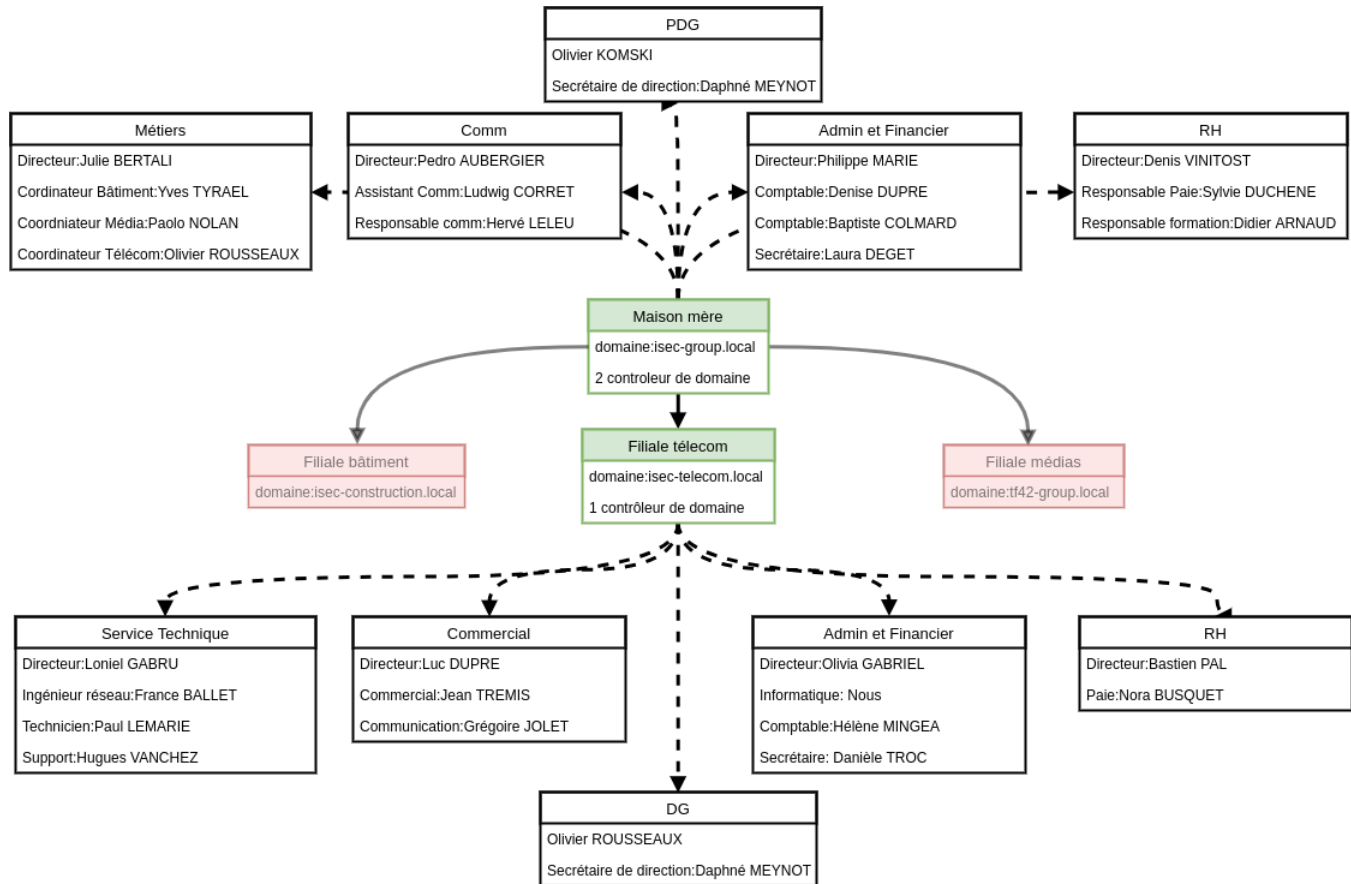 PDG
Olivier KOMSKI
Secrétaire de direction:Daphné MEYNOT
Métiers
Directeur:Julie BERTALI
Cordinateur Bâtiment:Yves TYRAEL
Coordniateur Média:Paolo NOLAN
Coordinateur Télécom:Olivier ROUSSEAUX
Comm
Directeur:Pedro AUBERGIER
Assistant Comm:Ludwig CORRET
Responsable comm:Hervé LELEU
Admin et Financier
Directeur:Philippe MARIE
Comptable:Denise DUPRE
Comptable:Baptiste COLMARD
Secrétaire:Laura DEGET
RH
Directeur:Denis VINITOST
Responsable Paie:Sylvie DUCHENE
Responsable formation:Didier ARNAUD
Maison mère
domaine:isec-group.local
2 controleur de domaine
Filiale bâtiment
domaine:isec-construction.local
Filiale télecom
domaine:isec-telecom.local
1 contrôleur de domaine
Filiale médias
domaine:tf42-group.local
Service Technique
Directeur:Loniel GABRU
Ingénieur réseau:France BALLET
Technicien:Paul LEMARIE
Support:Hugues VANCHEZ
Commercial
Directeur:Luc DUPRE
Commercial:Jean TREMIS
Communication:Grégoire JOLET
Admin et Financier
Directeur:Olivia GABRIEL
Informatique: Nous
Comptable:Hélène MINGEA
Secrétaire: Danièle TROC
RH
Directeur:Bastien PAL
Paie:Nora BUSQUET
DG
Olivier ROUSSEAUX
Secrétaire de direction:Daphné MEYNOT